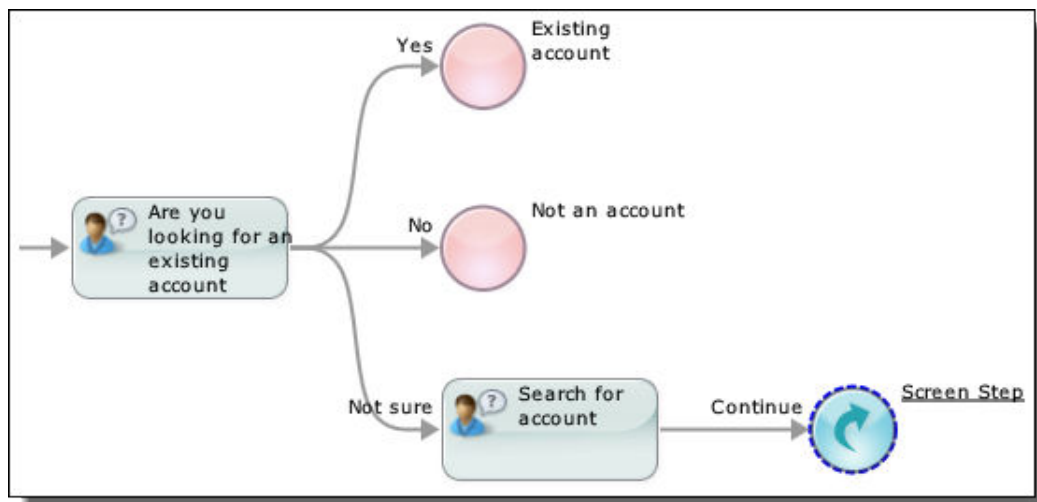 Yes
Existing
account
Are you
looking for an
existing
account
?
No
Not an account
Not sure
Search for
account
?
Continue
Screen Step